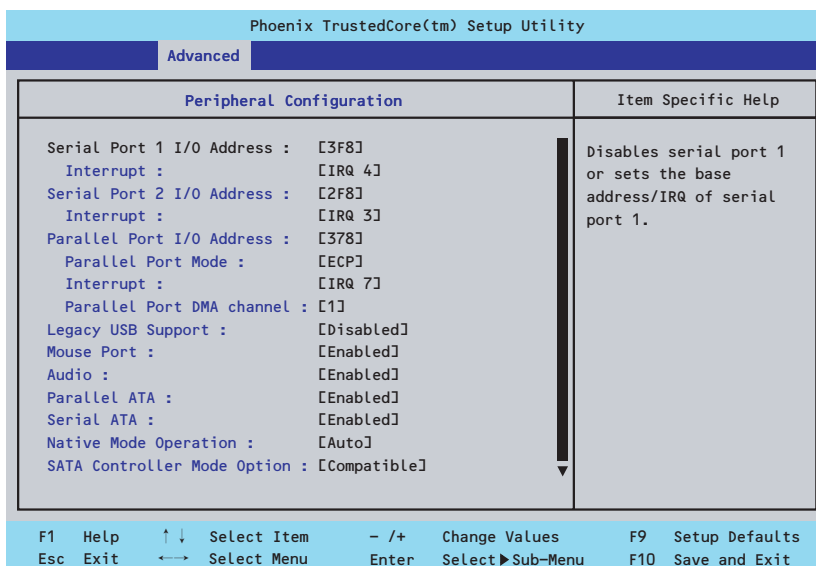 Phoenix TrustedCore(tm) Setup Utility
Advanced
Peripheral Configuration
Item Specific Help
Serial Port 1 I/O Address : [3F8]
Interrupt : [IRQ 4]
Serial Port 2 I/O Address : [2F8]
Interrupt : [IRQ 3]
Parallel Port I/O Address : [378]
Parallel Port Mode : [ECP]
Interrupt : [IRQ 7]
Parallel Port DMA channel : [1]
Legacy USB Support : [Disabled]
Mouse Port : [Enabled]
Audio : [Enabled]
Parallel ATA : [Enabled]
Serial ATA : [Enabled]
Native Mode Operation : [Auto]
SATA Controller Mode Option : [Compatible]
Disables serial port 1
or sets the base
address/IRQ of serial
port 1.
F1 Help ↑↓ Select Item - /+ Change Values F9 Setup Defaults
Esc Exit ←→ Select Menu Enter Select▶Sub-Menu F10 Save and Exit